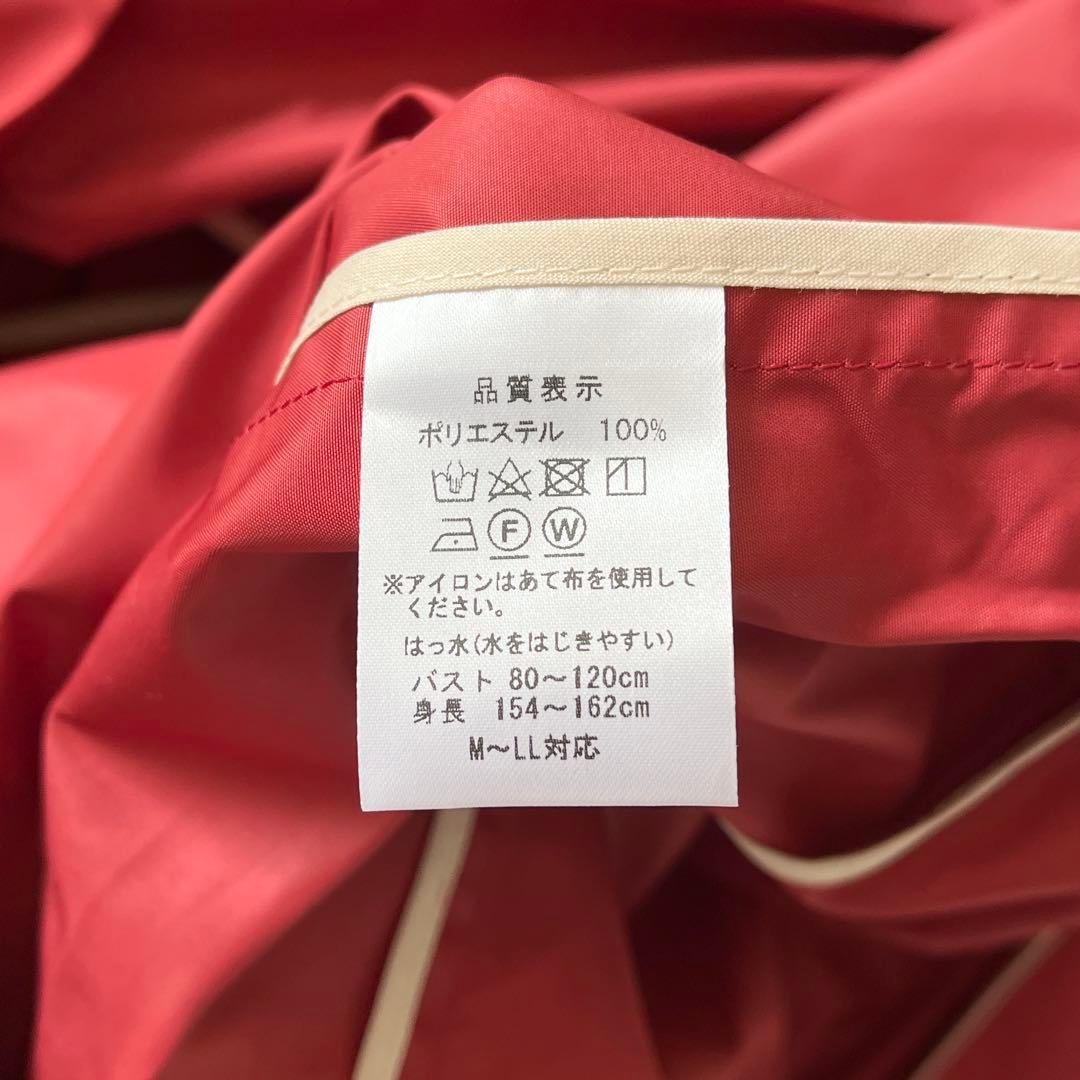 品質表示
ポリエステル 100%
F W
※アイロンはあて布を使用して
ください。
はっ水(水をはじきやすい)
バスト 80～120cm
身長 154～162cm
M～LL対応